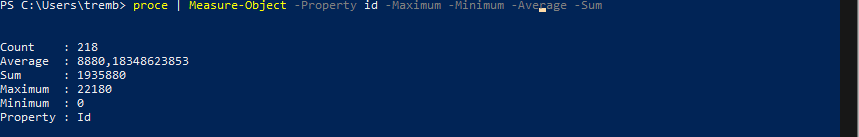 PS C:\Users\tremb> proce | Measure-Object -Property id -Maximum -Minimum -Average -Sum
Count    : 218
Average  : 8880,18348623853
Sum      : 1935880
Maximum  : 22180
Minimum  : 0
Property : Id